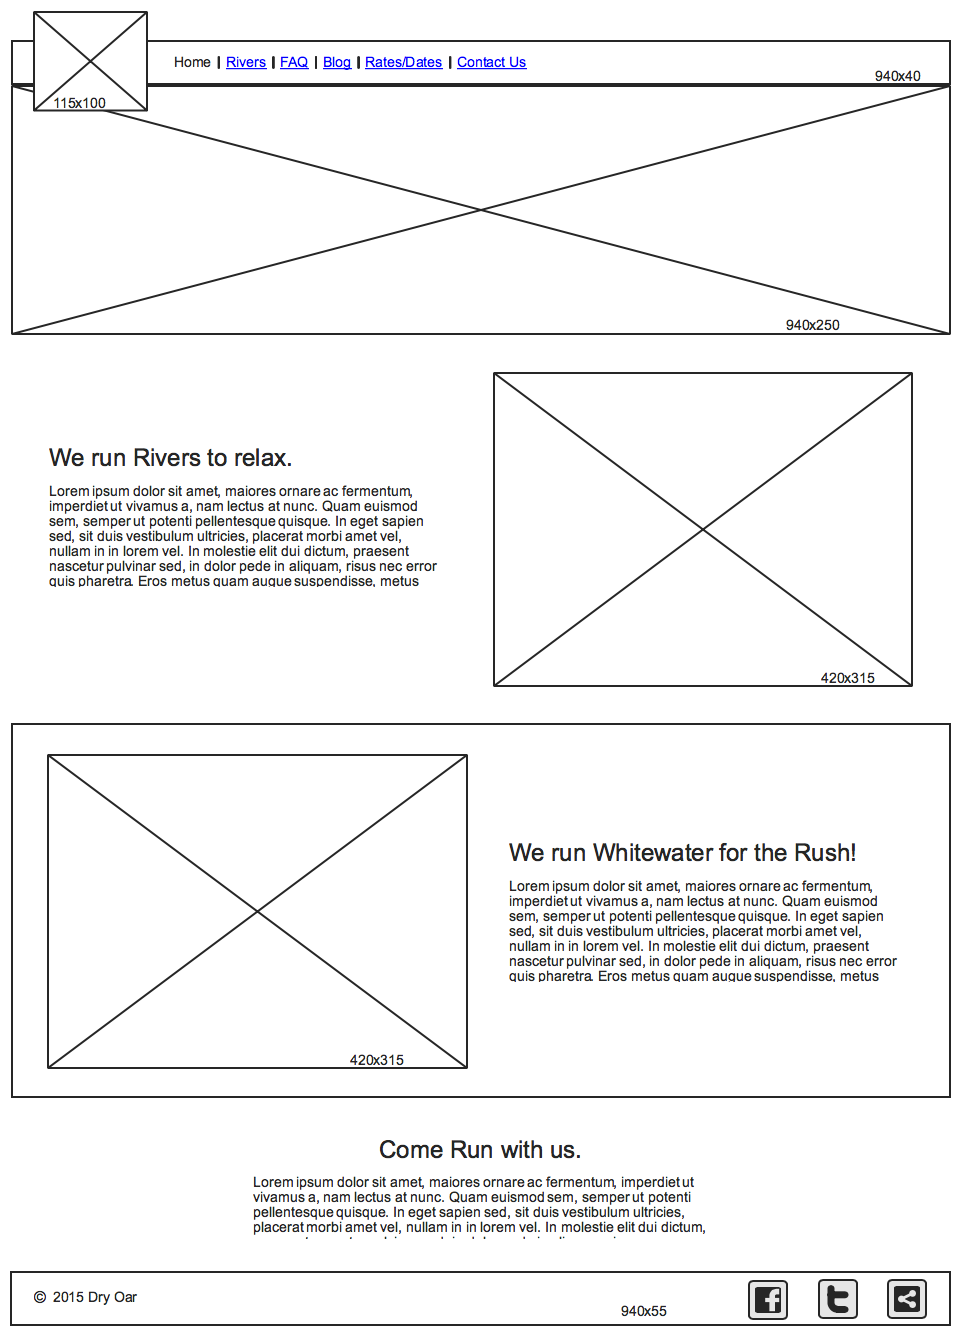 Home | Rivers | FAQ | Blog | Rates/Dates | Contact Us
940x40
115x100
940x250
We run Rivers to relax.
Lorem ipsum dolor sit amet, maiores ornare ac fermentum,
imperdiet ut vivamus a, nam lectus at nunc. Quam euismod
sem, semper ut potenti pellentesque quisque. In eget sapien
sed, sit duis vestibulum ultricies, placerat morbi amet vel,
nullam in in lorem vel. In molestie elit dui dictum, praesent
nascetur pulvinar sed, in dolor pede in aliquam, risus nec error
quis pharetra. Eros metus quam augue suspendisse, metus
420x315
420x315
We run Whitewater for the Rush!
Lorem ipsum dolor sit amet, maiores ornare ac fermentum,
imperdiet ut vivamus a, nam lectus at nunc. Quam euismod
sem, semper ut potenti pellentesque quisque. In eget sapien
sed, sit duis vestibulum ultricies, placerat morbi amet vel,
nullam in in lorem vel. In molestie elit dui dictum, praesent
nascetur pulvinar sed, in dolor pede in aliquam, risus nec error
quis pharetra. Eros metus quam augue suspendisse, metus
Come Run with us.
Lorem ipsum dolor sit amet, maiores ornare ac fermentum, imperdiet ut
vivamus a, nam lectus at nunc. Quam euismod sem, semper ut potenti
pellentesque quisque. In eget sapien sed, sit duis vestibulum ultricies,
placerat morbi amet vel, nullam in in lorem vel. In molestie elit dui dictum,
© 2015 Dry Oar
940x55